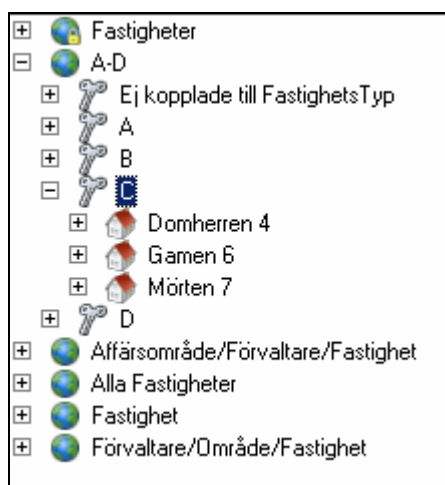 Fastigheter
A-D
Ej kopplade till FastighetsTyp
A
B
C
Domherren 4
Gamen 6
Mörten 7
D
Affärsområde/Förvaltare/Fastighet
Alla Fastigheter
Fastighet
Förvaltare/Område/Fastighet